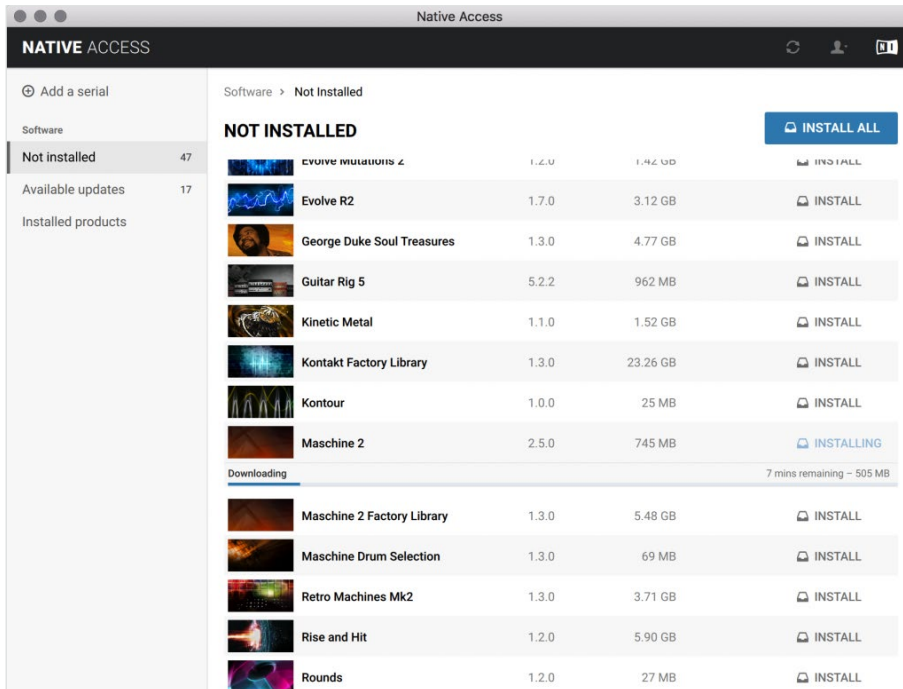 Native Access
NATIVE ACCESS
NI
Add a serial
Software
Not installed 47
Available updates 17
Installed products
Software > Not Installed
NOT INSTALLED
INSTALL ALL
Evolve Mutations 2 1.2.0 1.42 GB INSTALL
Evolve R2 1.7.0 3.12 GB INSTALL
George Duke Soul Treasures 1.3.0 4.77 GB INSTALL
Guitar Rig 5 5.2.2 962 MB INSTALL
Kinetic Metal 1.1.0 1.52 GB INSTALL
Kontakt Factory Library 1.3.0 23.26 GB INSTALL
Kontour 1.0.0 25 MB INSTALL
Maschine 2 2.5.0 745 MB INSTALLING
Downloading 7 mins remaining – 505 MB
Maschine 2 Factory Library 1.3.0 5.48 GB INSTALL
Maschine Drum Selection 1.3.0 69 MB INSTALL
Retro Machines Mk2 1.3.0 3.71 GB INSTALL
Rise and Hit 1.2.0 5.90 GB INSTALL
Rounds 1.2.0 27 MB INSTALL